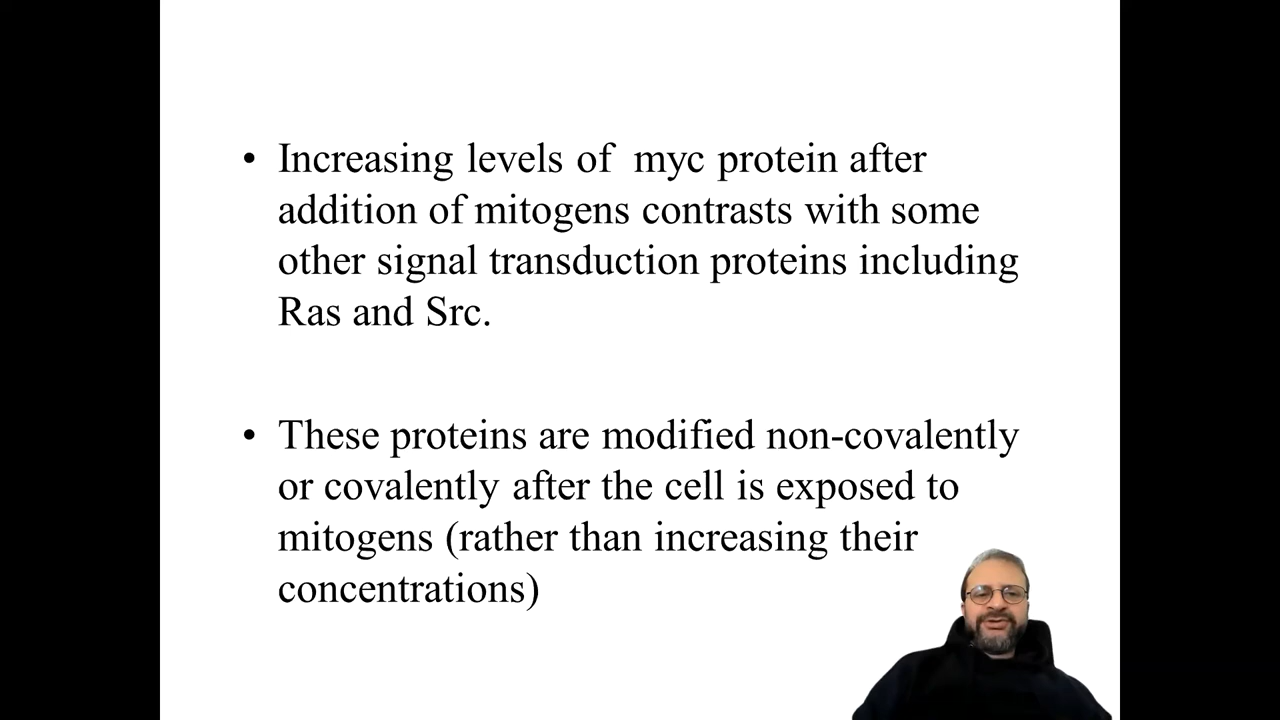 • Increasing levels of  myc protein after
addition of mitogens contrasts with some
other signal transduction proteins including
Ras and Src.
• These proteins are modified non-covalently
or covalently after the cell is exposed to
mitogens (rather than increasing their
concentrations)